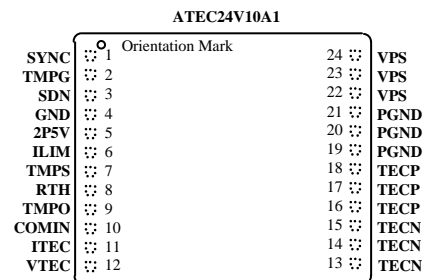 ATEC24V10A1
Orientation Mark
SYNC 1 24 VPS
TMPG 2 23 VPS
SDN 3 22 VPS
GND 4 21 PGND
2P5V 5 20 PGND
ILIM 6 19 PGND
TMPS 7 18 TECP
RTH 8 17 TECP
TMPO 9 16 TECP
COMIN 10 15 TECN
ITEC 11 14 TECN
VTEC 12 13 TECN